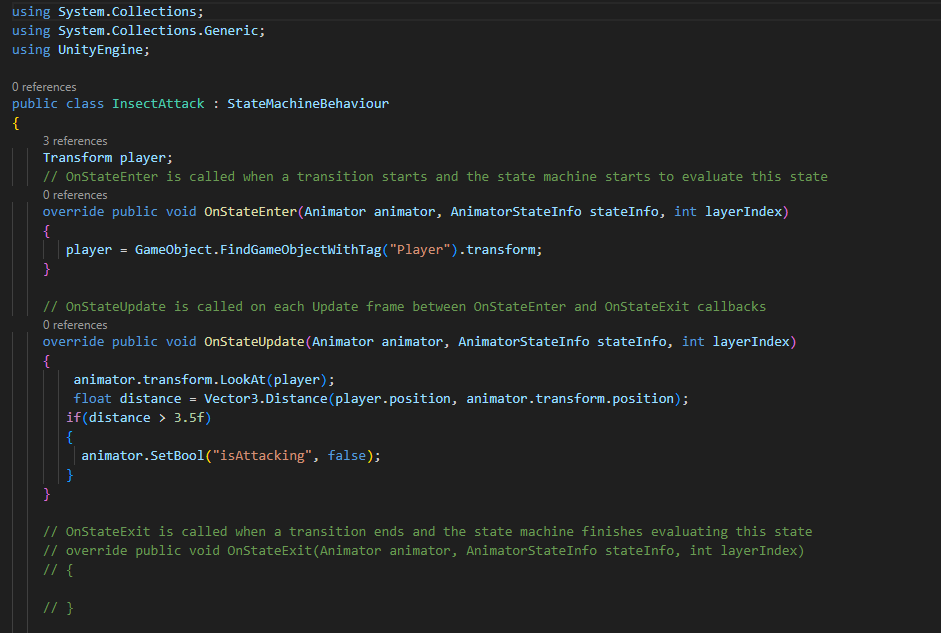 using System.Collections;
using System.Collections.Generic;
using UnityEngine;
0 references
public class InsectAttack : StateMachineBehaviour
{
3 references
Transform player;
// OnStateEnter is called when a transition starts and the state machine starts to evaluate this state
0 references
override public void OnStateEnter(Animator animator, AnimatorStateInfo stateInfo, int layerIndex)
{
player = GameObject.FindGameObjectWithTag("Player").transform;
}
// OnStateUpdate is called on each Update frame between OnStateEnter and OnStateExit callbacks
0 references
override public void OnStateUpdate(Animator animator, AnimatorStateInfo stateInfo, int layerIndex)
{
animator.transform.LookAt(player);
float distance = Vector3.Distance(player.position, animator.transform.position);
if(distance > 3.5f)
{
animator.SetBool("isAttacking", false);
}
}
// OnStateExit is called when a transition ends and the state machine finishes evaluating this state
// override public void OnStateExit(Animator animator, AnimatorStateInfo stateInfo, int layerIndex)
// {
// }